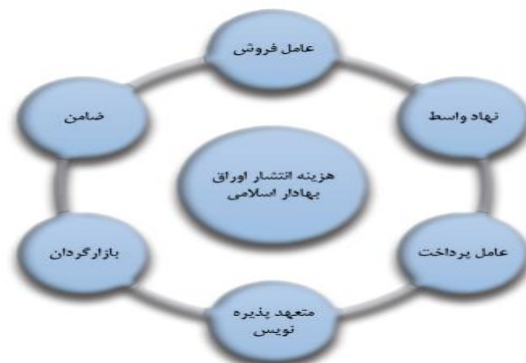 عامل فروش
نهاد واسط
عامل پرداخت
متعهد پذیره
نویس
بازارگردان
ضامن
هزینه انتشار اوراق
بهادار اسلامی